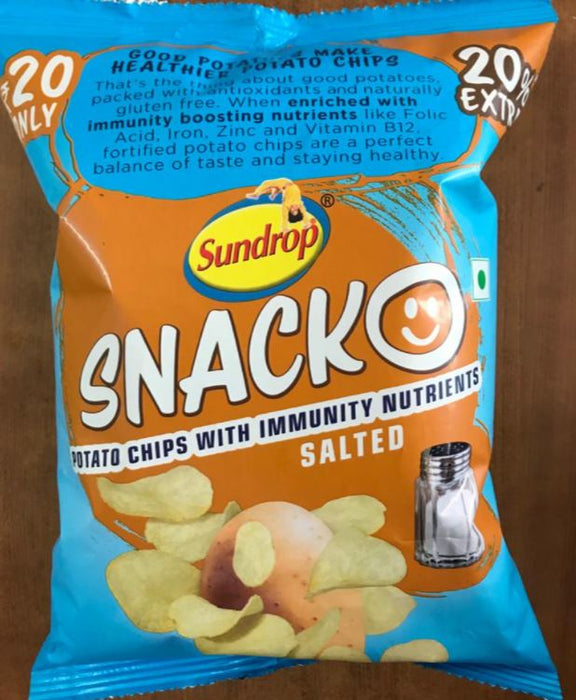 ₹20
ONLY
GOOD POTATOES MAKE
HEALTHIER POTATO CHIPS
That's the thing about good potatoes,
packed with antioxidants and naturally
gluten free. When enriched with
immunity boosting nutrients like Folic
Acid, Iron, Zinc and Vitamin B12,
fortified potato chips are a perfect
balance of taste and staying healthy.
20%
EXTRA
Sundrop®
SNACKO
POTATO CHIPS WITH IMMUNITY NUTRIENTS
SALTED